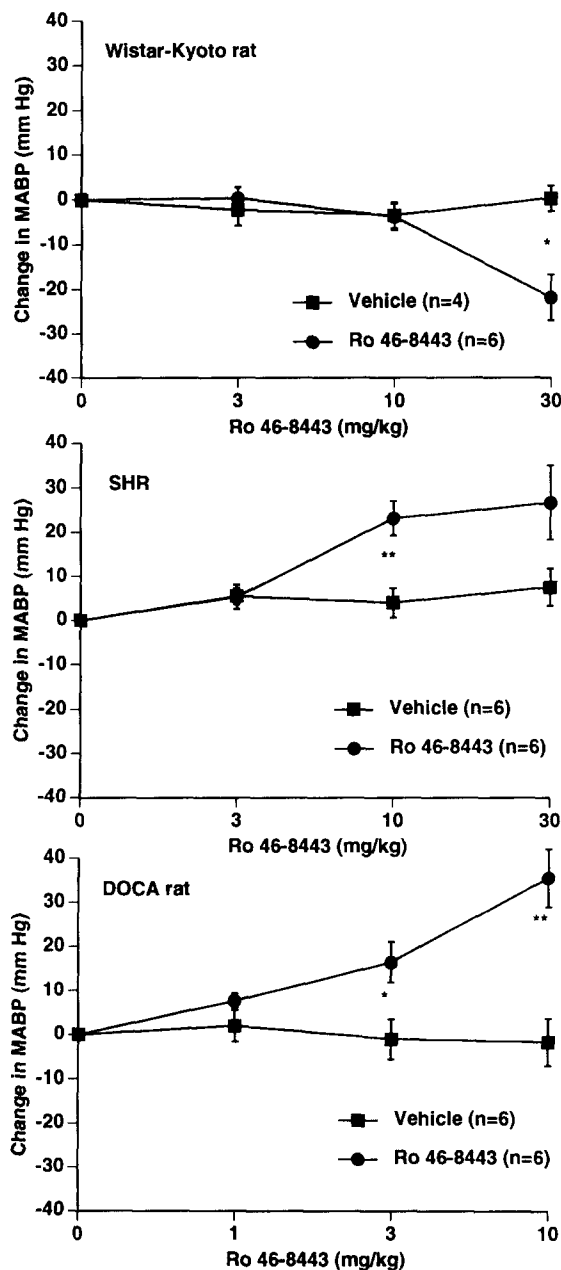 Wistar-Kyoto rat
Change in MABP (mm Hg)
40
30
20
10
0
-10
-20
-30
-40
*
Vehicle (n=4)
Ro 46-8443 (n=6)
0 3 10 30
Ro 46-8443 (mg/kg)
SHR
Change in MABP (mm Hg)
40
30
20
10
0
-10
-20
-30
-40
**
Vehicle (n=6)
Ro 46-8443 (n=6)
0 3 10 30
Ro 46-8443 (mg/kg)
DOCA rat
Change in MABP (mm Hg)
40
30
20
10
0
-10
-20
-30
-40
**
*
Vehicle (n=6)
Ro 46-8443 (n=6)
0 1 3 10
Ro 46-8443 (mg/kg)